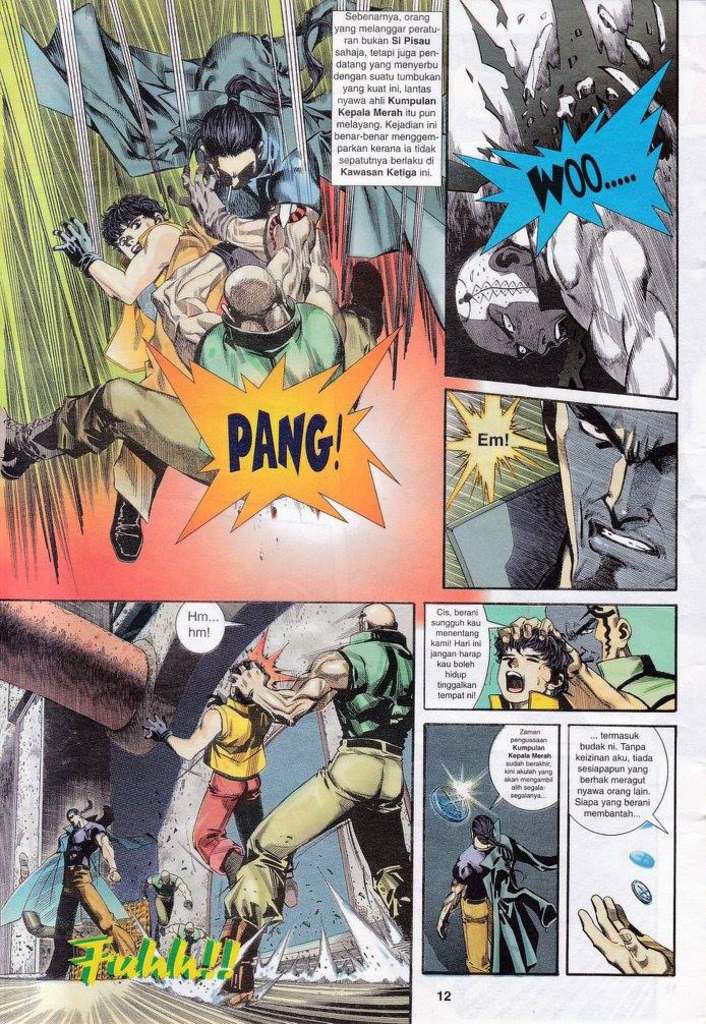 Sebenarnya, orang
yang melanggar peratu-
ran bukan Si Pisau
sahaja, tetapi juga pen-
datang yang menyerbu
dengan suatu tumbukan
yang kuat ini, lantas
nyawa ahli Kumpulan
Kepala Merah itu pun
melayang. Kejadian ini
benar-benar menggem-
parkan kerana ia tidak
sepatutnya berlaku di
Kawasan Ketiga ini.
WOO.....
PANG!
Em!
Hm...
hm!
Cis, berani
sungguh kau
menentang
kami! Hari ini
jangan harap
kau boleh
hidup
tinggalkan
tempat ni!
Zaman
penguasaan
Kumpulan
Kepala Merah
sudah berakhir,
kini akulah yang
akan mengambil
alih segala-
segalanya...
... termasuk
budak ni. Tanpa
keizinan aku, tiada
sesiapapun yang
berhak meragut
nyawa orang lain.
Siapa yang berani
membantah...
Fuhh!!
12